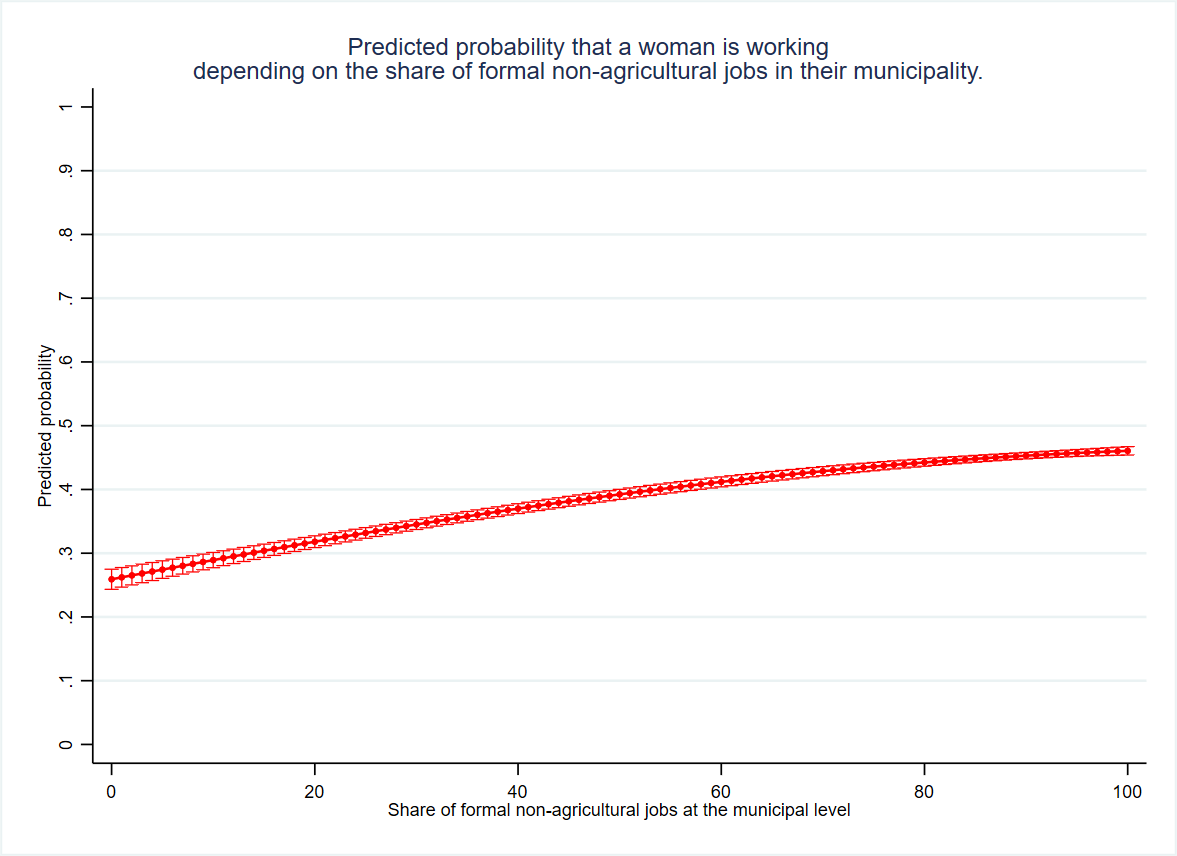 Predicted probability that a woman is working
depending on the share of formal non-agricultural jobs in their municipality.
Predicted probability
1
.9
.8
.7
.6
.5
.4
.3
.2
.1
0
0 20 40 60 80 100
Share of formal non-agricultural jobs at the municipal level